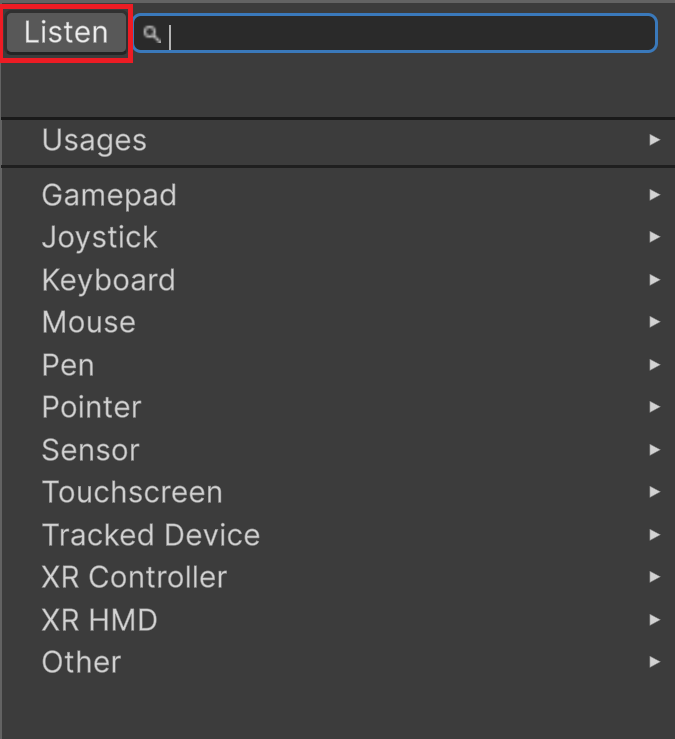 Listen
Usages
Gamepad
Joystick
Keyboard
Mouse
Pen
Pointer
Sensor
Touchscreen
Tracked Device
XR Controller
XR HMD
Other